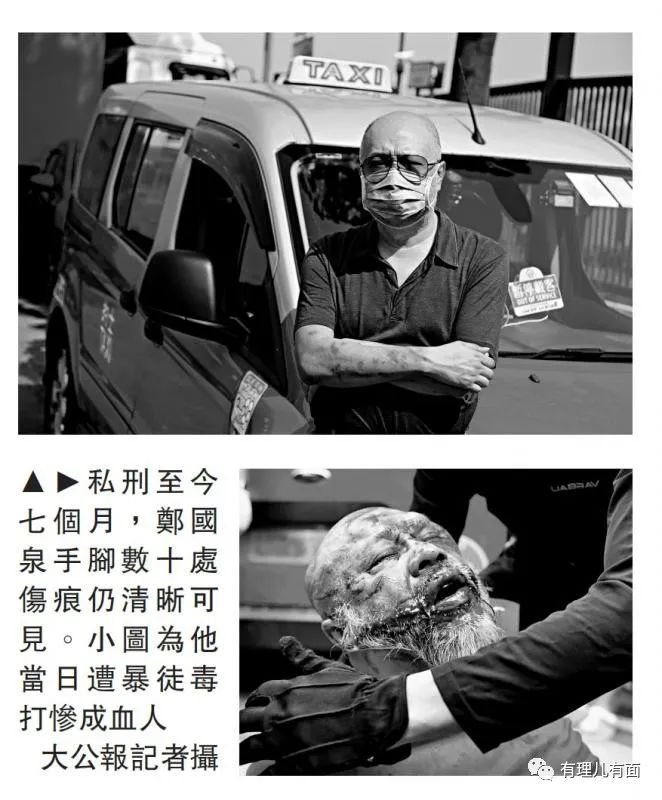 TAXI
暫停載客
OUT OF SERVICE
▲▶私刑至今
七個月，鄭國
泉手腳數十處
傷痕仍清晰可
見。小圖為他
當日遭暴徒毒
打慘成血人
大公報記者攝
有理儿有面